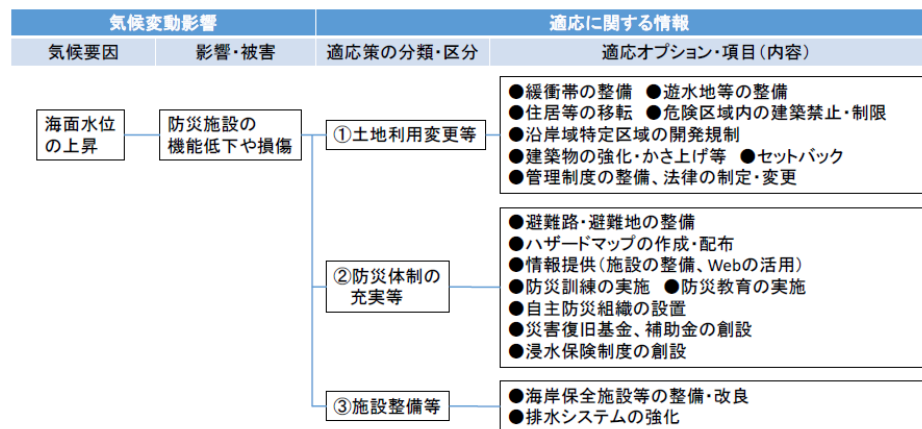 気候変動影響
適応に関する情報
気候要因
影響・被害
適応策の分類・区分
適応オプション・項目(内容)
海面水位
の上昇
防災施設の
機能低下や損傷
①土地利用変更等
●緩衝帯の整備 ●遊水地等の整備
●住居等の移転 ●危険区域内の建築禁止・制限
●沿岸域特定区域の開発規制
●建築物の強化・かさ上げ等 ●セットバック
●管理制度の整備、法律の制定・変更
②防災体制の
充実等
●避難路・避難地の整備
●ハザードマップの作成・配布
●情報提供(施設の整備、Webの活用)
●防災訓練の実施 ●防災教育の実施
●自主防災組織の設置
●災害復旧基金、補助金の創設
●浸水保険制度の創設
③施設整備等
●海岸保全施設等の整備・改良
●排水システムの強化